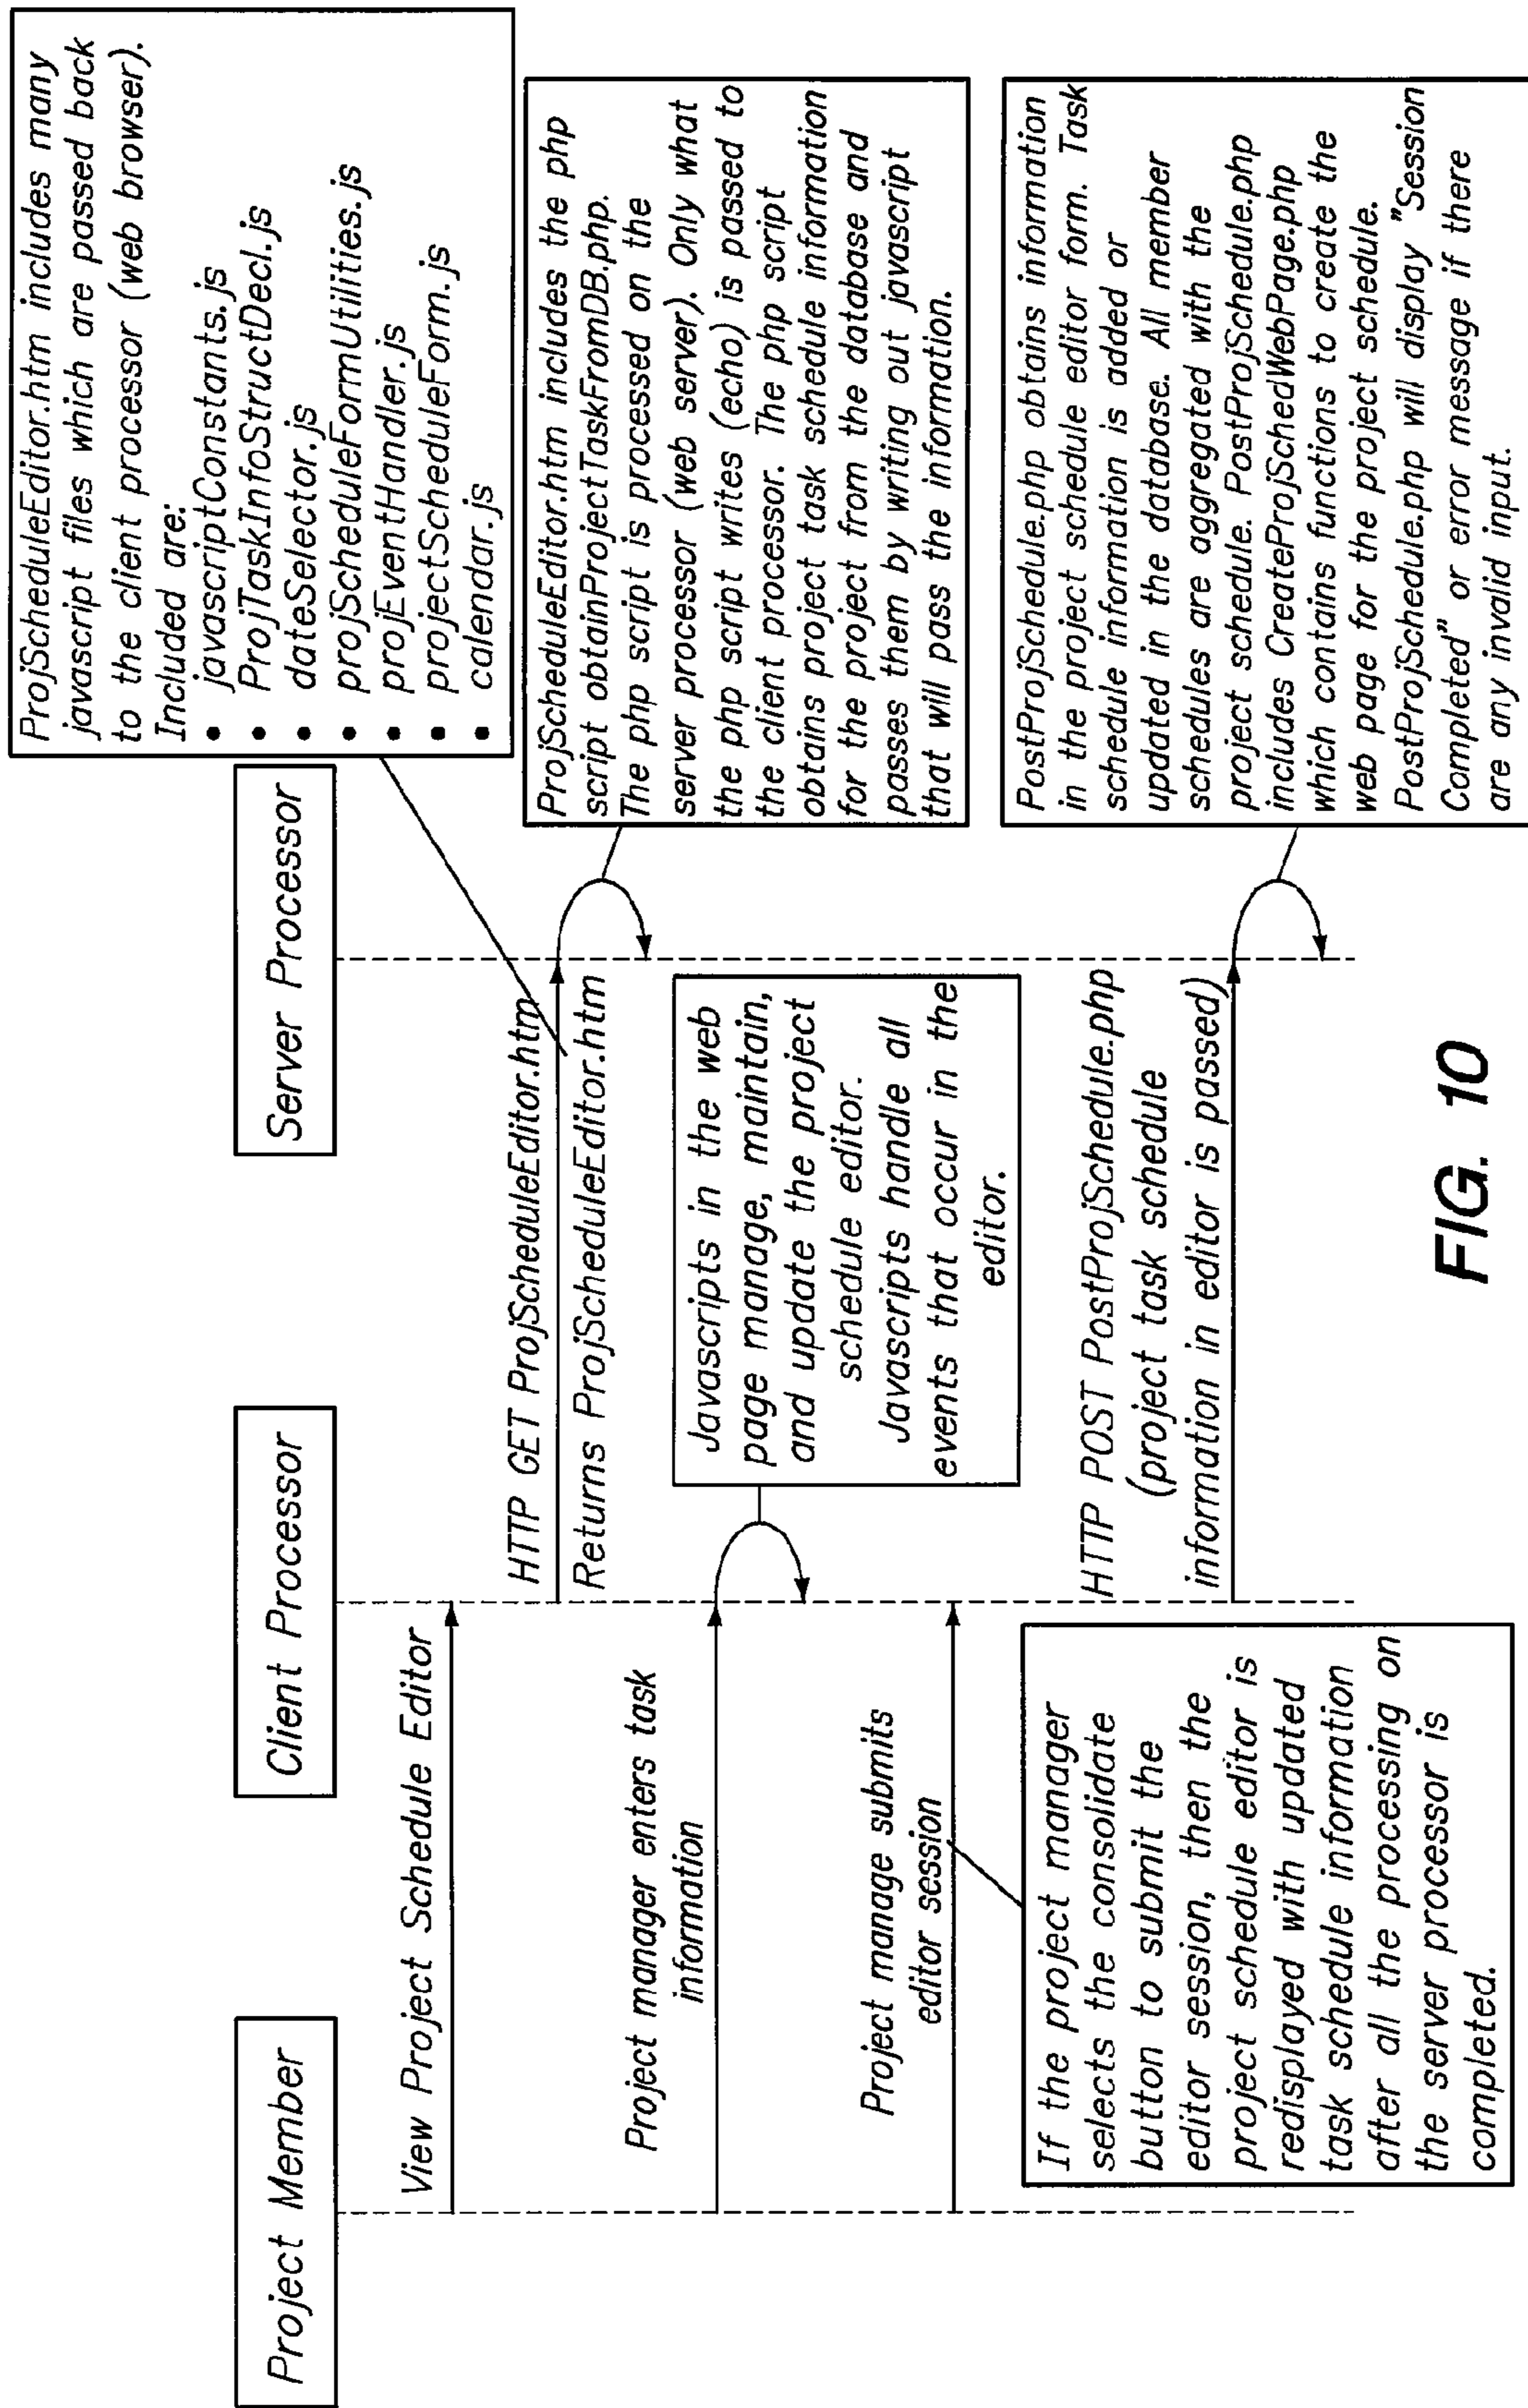 Project Member
Client Processor
Server Processor
ProjScheduleEditor.htm includes many
javascript files which are passed back
to the client processor (web browser).
Included are:
• javascriptConstants.js
• ProjTaskInfoStructDecl.js
• dateSelector.js
• projScheduleFormUtilities.js
• projEventHandler.js
• projectScheduleForm.js
• calendar.js
View Project Schedule Editor
HTTP GET ProjScheduleEditor.htm
Returns ProjScheduleEditor.htm
ProjScheduleEditor.htm includes the php
script obtainProjectTaskFromDB.php.
The php script is processed on the
server processor (web server). Only what
the php script writes (echo) is passed to
the client processor. The php script
obtains project task schedule information
for the project from the database and
passes them by writing out javascript
that will pass the information.
Project manager enters task
information
Javascripts in the web
page manage, maintain,
and update the project
schedule editor.
Javascripts handle all
events that occur in the
editor.
Project manage submits
editor session
If the project manager
selects the consolidate
button to submit the
editor session, then the
project schedule editor is
redisplayed with updated
task schedule information
after all the processing on
the server processor is
completed.
HTTP POST PostProjSchedule.php
(project task schedule
information in editor is passed)
PostProjSchedule.php obtains information
in the project schedule editor form. Task
schedule information is added or
updated in the database. All member
schedules are aggregated with the
project schedule. PostProjSchedule.php
includes CreateProjSchedWebPage.php
which contains functions to create the
web page for the project schedule.
PostProjSchedule.php will display "Session
Completed" or error message if there
are any invalid input.
FIG. 10